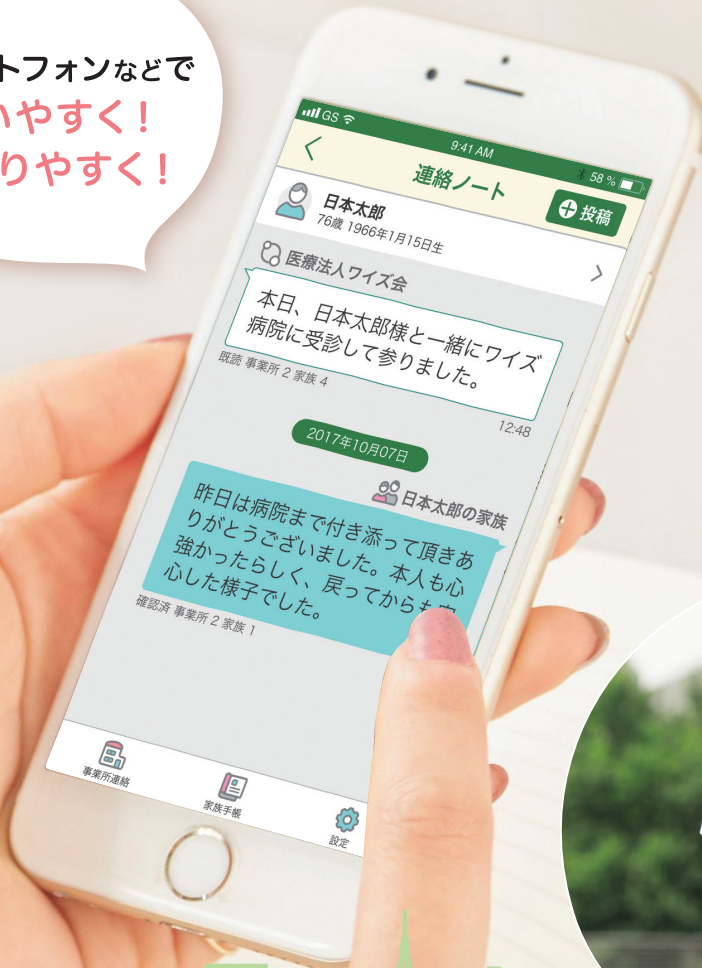 トフォンなどで
いやすく!
りやすく!
GS
9:41 AM
58 %
連絡ノート
投稿
日本太郎
76歳 1966年1月15日生
医療法人ワイズ会
本日、日本太郎様と一緒にワイズ
病院に受診して参りました。
既読 事業所 2 家族 4
12:48
2017年10月07日
日本太郎の家族
昨日は病院まで付き添って頂きあ
りがとうございました。本人も心
強かったらしく、戻ってからも
心した様子でした。
確認済 事業所 2 家族 1
事業所連絡
家族手帳
設定